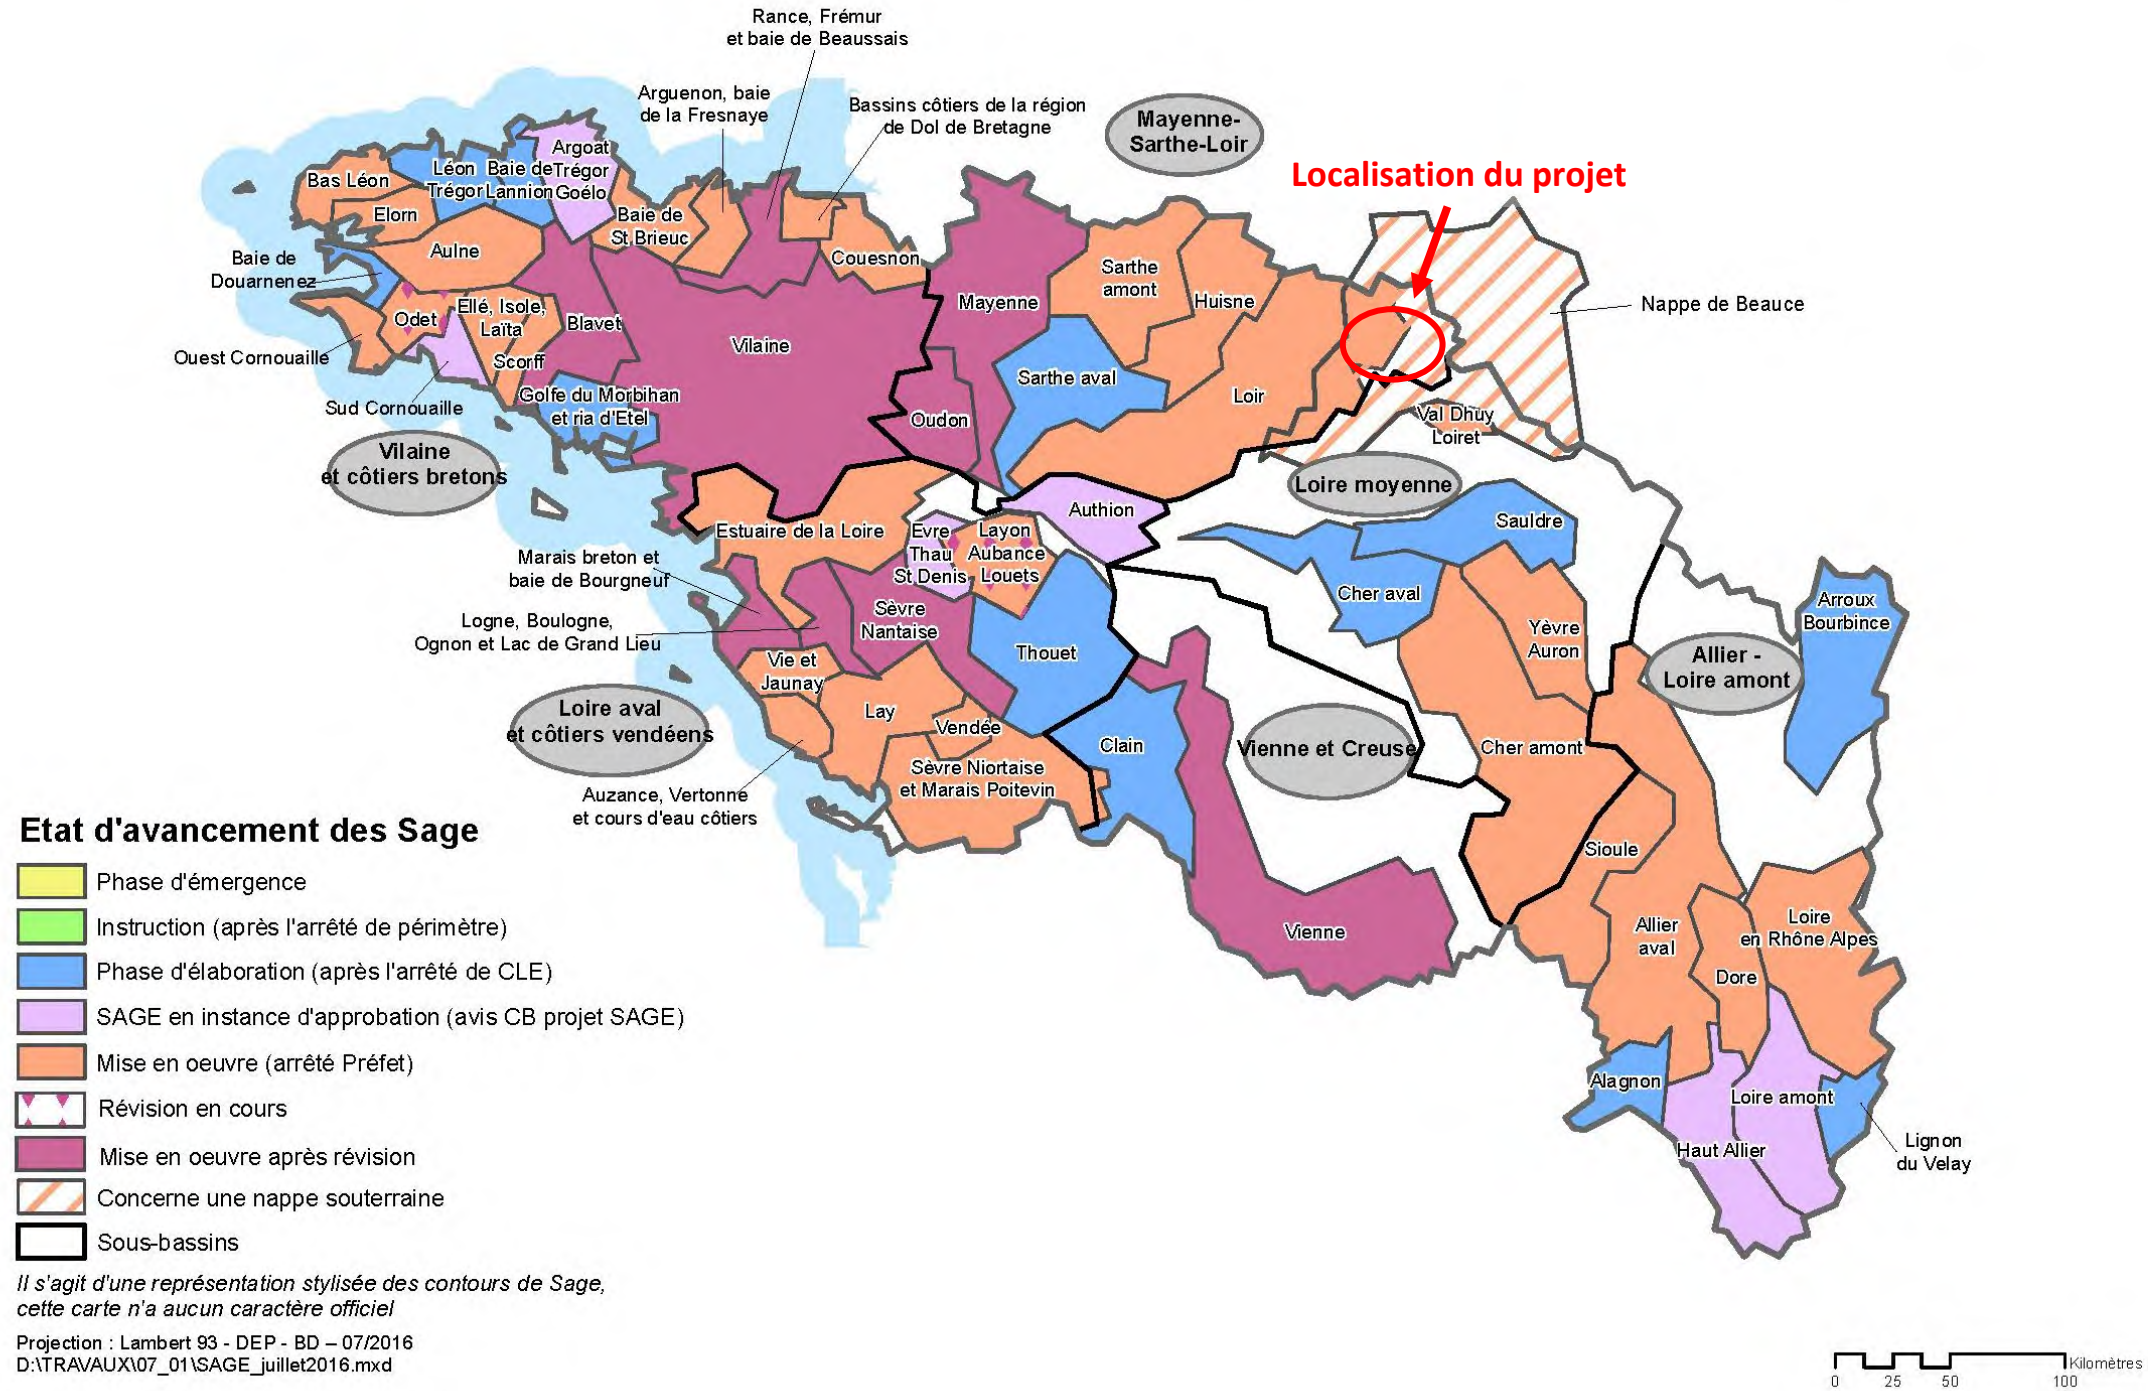 Rance, Frémur
et baie de Beaussais
Arguenon, baie
de la Fresnaye
Bassins côtiers de la région
de Dol de Bretagne
Mayenne-
Sarthe-Loir
Localisation du projet
Argoat
Trégor
Goélo
Baie de
Lannion
Léon
Trégor
Bas Léon
Elorn
Baie de
St Brieuc
Aulne
Couesnon
Baie de
Douarnenez
Sarthe
amont
Huisne
Mayenne
Nappe de Beauce
Odet
Ellé, Isole,
Laïta
Blavet
Vilaine
Ouest Cornouaille
Scorff
Sarthe aval
Loir
Golfe du Morbihan
et ria d'Etel
Sud Cornouaille
Oudon
Val Dhuy
Loiret
Vilaine
et côtiers bretons
Loire moyenne
Authion
Sauldre
Estuaire de la Loire
Evre
Thau
St Denis
Layon
Aubance
Louets
Marais breton et
baie de Bourgneuf
Cher aval
Arroux
Bourbince
Logne, Boulogne,
Ognon et Lac de Grand Lieu
Sèvre
Nantaise
Yèvre
Auron
Thouet
Allier -
Loire amont
Vie et
Jaunay
Loire aval
et côtiers vendéens
Lay
Vendée
Clain
Vienne et Creuse
Cher amont
Sèvre Niortaise
et Marais Poitevin
Auzance, Vertonne
et cours d'eau côtiers
Sioule
Vienne
Allier
aval
Loire
en Rhône Alpes
Dore
Alagnon
Loire amont
Haut Allier
Lignon
du Velay
Etat d'avancement des Sage
Phase d'émergence
Instruction (après l'arrêté de périmètre)
Phase d'élaboration (après l'arrêté de CLE)
SAGE en instance d'approbation (avis CB projet SAGE)
Mise en oeuvre (arrêté Préfet)
Révision en cours
Mise en oeuvre après révision
Concerne une nappe souterraine
Sous-bassins
Il s'agit d'une représentation stylisée des contours de Sage,
cette carte n'a aucun caractère officiel
Projection : Lambert 93 - DEP - BD – 07/2016
D:\TRAVAUX\07_01\SAGE_juillet2016.mxd
Kilomètres
0 25 50 100